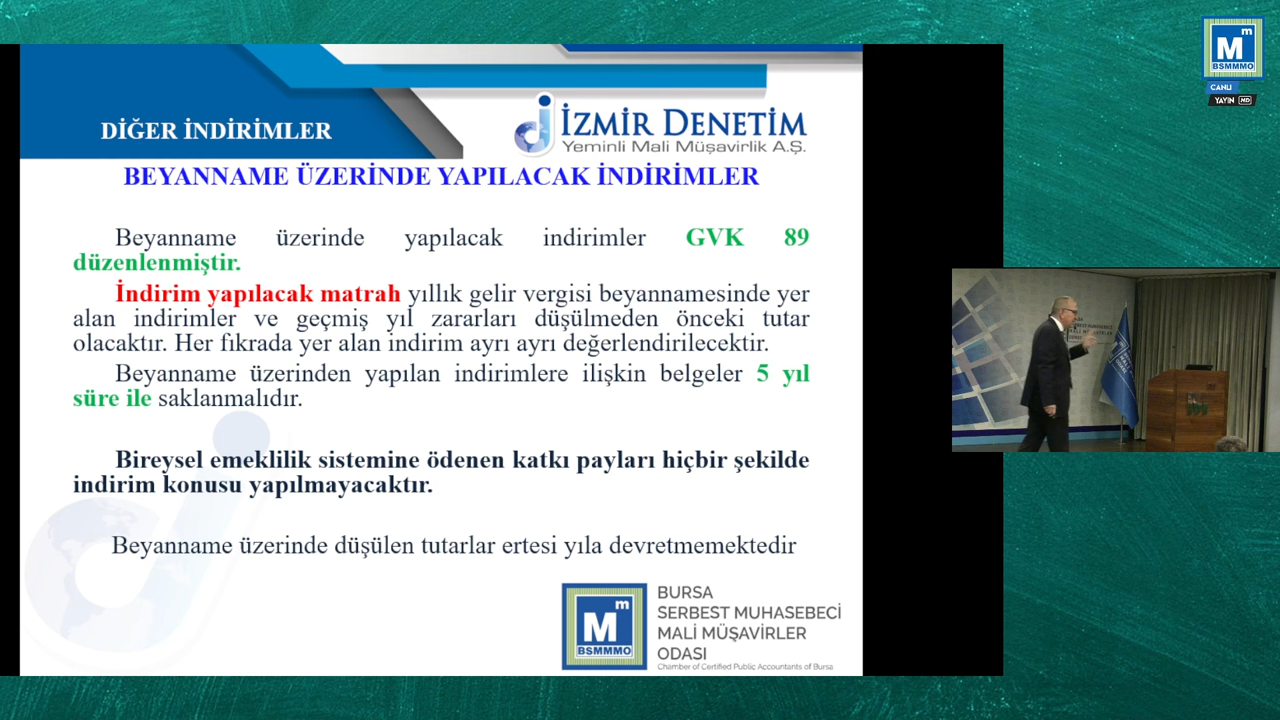 DİĞER İNDİRİMLER
İZMİR DENETİM
Yeminli Mali Müşavirlik A.Ş.
BEYANNAME ÜZERİNDE YAPILACAK İNDİRİMLER
Beyanname üzerinde yapılacak indirimler GVK 89
düzenlenmiştir.
İndirim yapılacak matrah yıllık gelir vergisi beyannamesinde yer
alan indirimler ve geçmiş yıl zararları düşülmeden önceki tutar
olacaktır. Her fıkrada yer alan indirim ayrı ayrı değerlendirilecektir.
Beyanname üzerinden yapılan indirimlere ilişkin belgeler 5 yıl
süre ile saklanmalıdır.
Bireysel emeklilik sistemine ödenen katkı payları hiçbir şekilde
indirim konusu yapılmayacaktır.
Beyanname üzerinde düşülen tutarlar ertesi yıla devretmemektedir
Mm
BSMMMO
BURSA
SERBEST MUHASEBECİ
MALİ MÜŞAVİRLER
ODASI
Chamber of Certified Public Accountants of Bursa
Mm
BSMMMO
CANLI
YAYIN HD